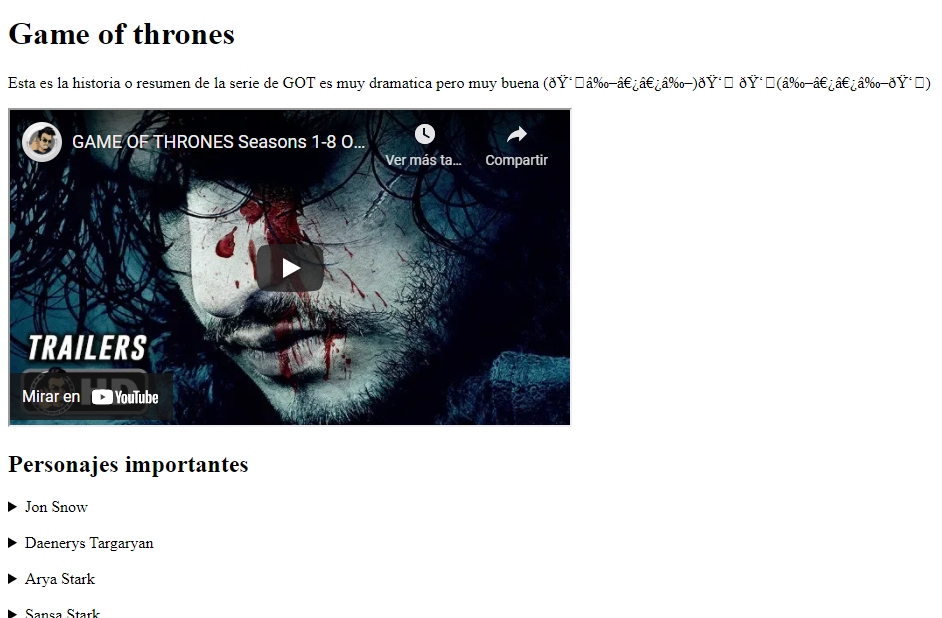 Game of thrones
Esta es la historia o resumen de la serie de GOT es muy dramatica pero muy buena (ðŸ‘□â‰–â€¿â€¿â‰–)ðŸ‘□ ðŸ‘□(â‰–â€¿â€¿â‰–ðŸ‘□)
GAME OF THRONES Seasons 1-8 O...
Ver más ta...
Compartir
TRAILERS
HD
Mirar en YouTube
Personajes importantes
Jon Snow
Daenerys Targaryan
Arya Stark
Sansa Stark